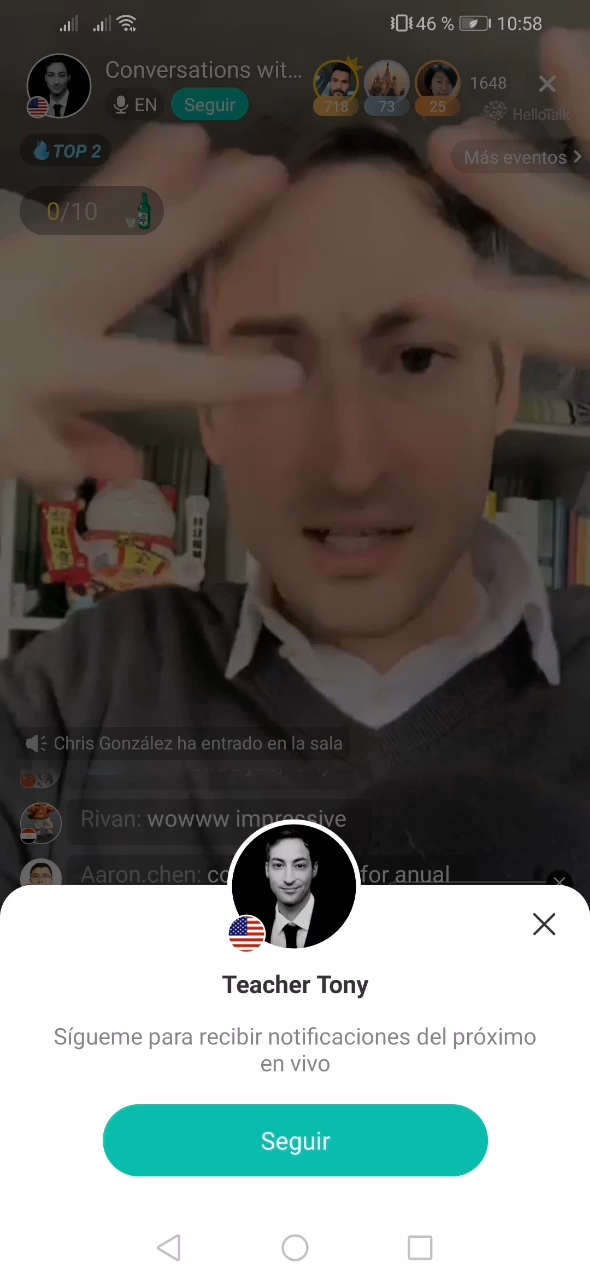 46 % 10:58
Conversations wit...
EN Seguir
718 73 25 1648
HelloTalk
TOP 2
Más eventos
0/10
Chris González ha entrado en la sala
Rivan: wowww impressive
Aaron.chen: for anual
Teacher Tony
Sígueme para recibir notificaciones del próximo
en vivo
Seguir